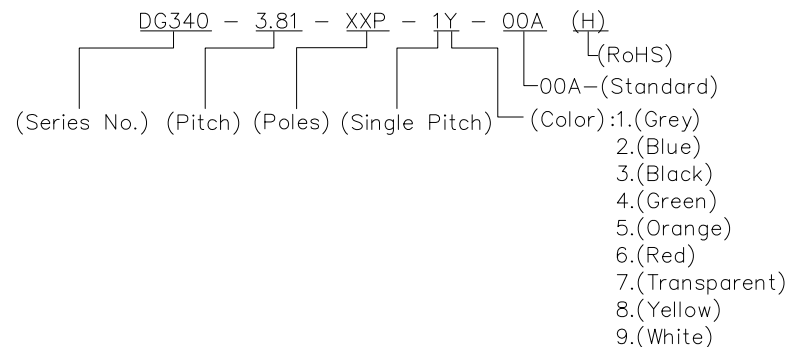 DG340 - 3.81 - XXP - 1Y - 00A (H)
(RoHS)
00A-(Standard)
(Series No.) (Pitch) (Poles) (Single Pitch) (Color):1.(Grey)
2.(Blue)
3.(Black)
4.(Green)
5.(Orange)
6.(Red)
7.(Transparent)
8.(Yellow)
9.(White)